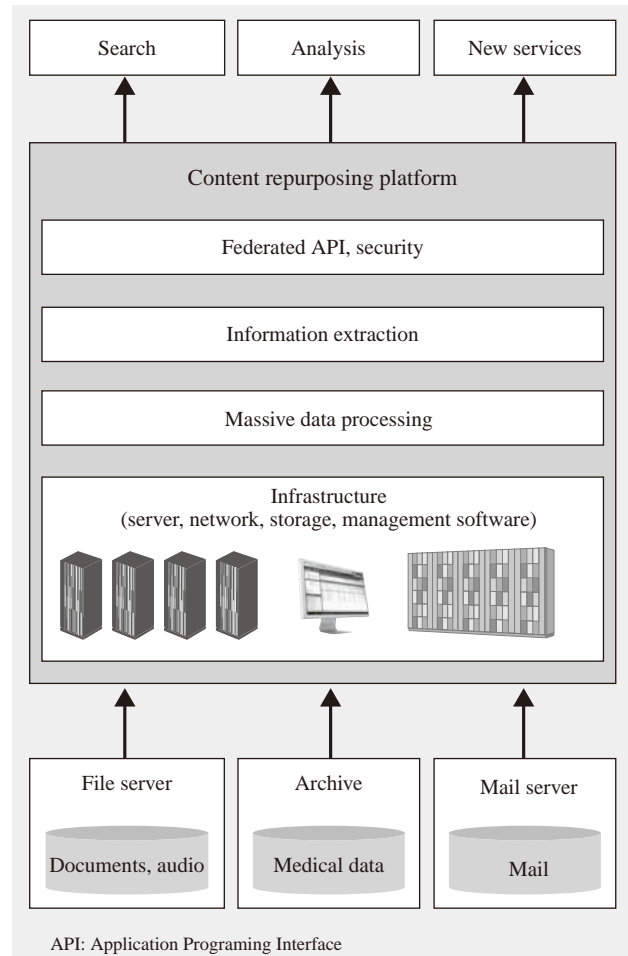 Search
Analysis
New services
Content repurposing platform
Federated API, security
Information extraction
Massive data processing
Infrastructure
(server, network, storage, management software)
File server
Archive
Mail server
Documents, audio
Medical data
Mail
API: Application Programing Interface